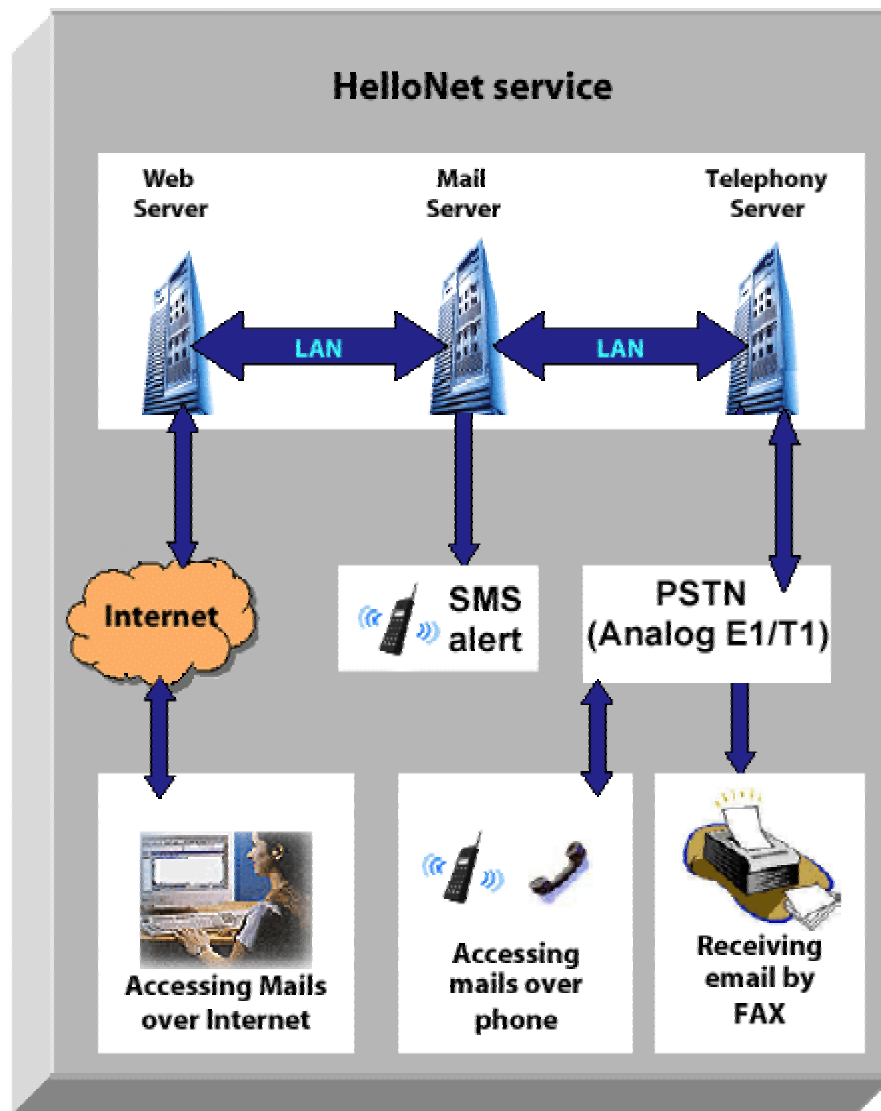 HelloNet service
Web
Server
Mail
Server
Telephony
Server
LAN
LAN
Internet
SMS
alert
PSTN
(Analog E1/T1)
Accessing Mails
over Internet
Accessing
mails over
phone
Receiving
email by
FAX